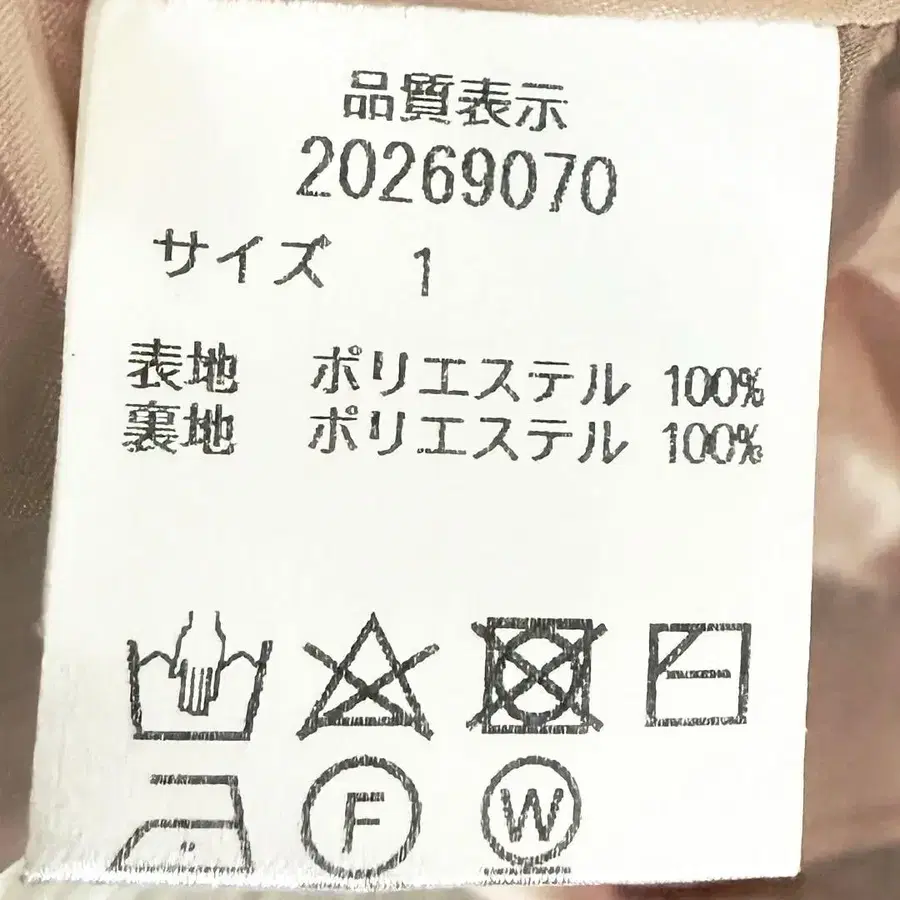 品質表示
20269070
サイズ 1
表地 ポリエステル 100%
裏地 ポリエステル 100%
F
W